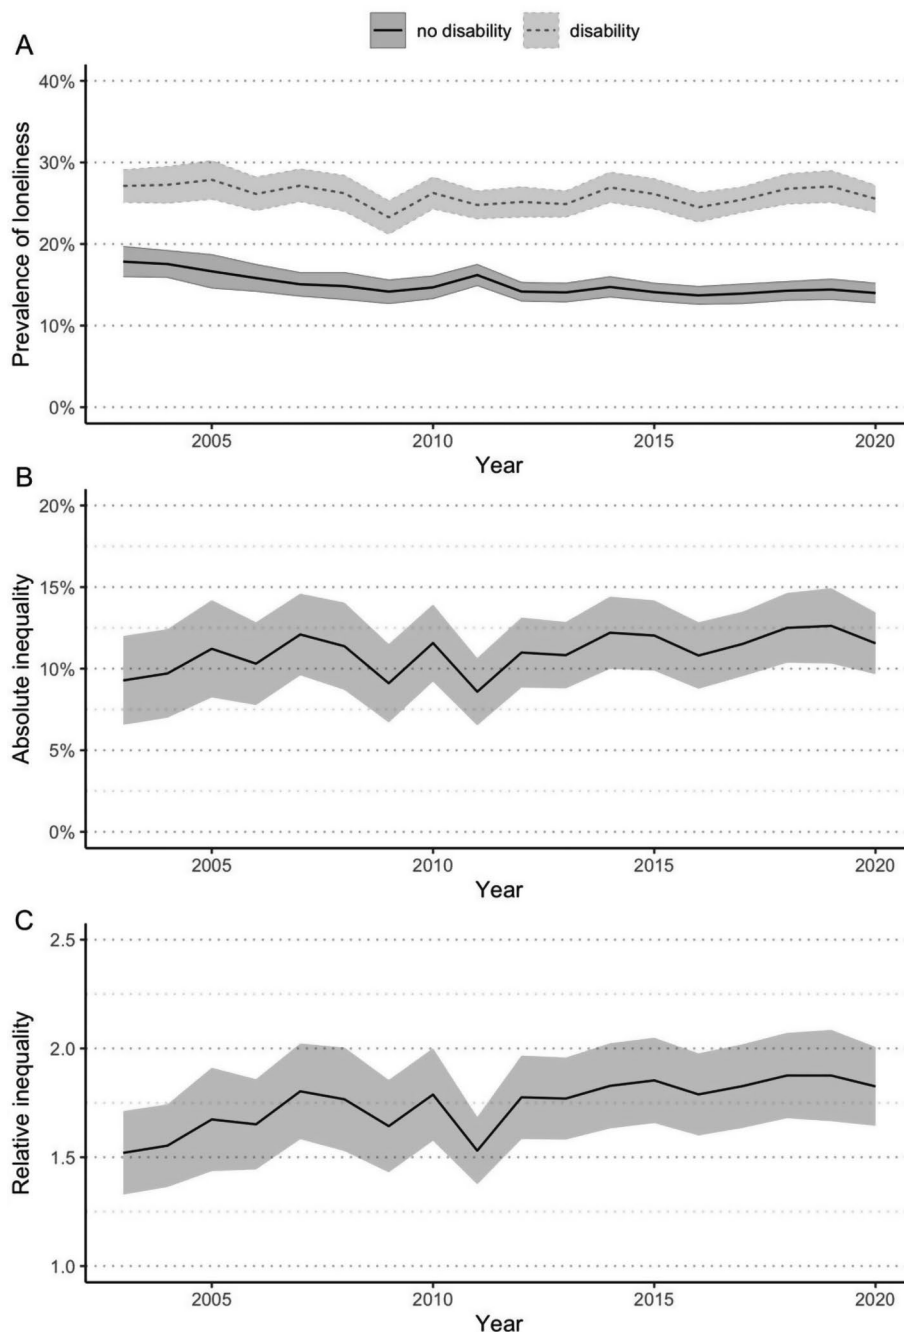 no disability disability
A
40%
30%
20%
10%
0%
Prevalence of loneliness
2005 2010 2015 2020
Year
B
20%
15%
10%
5%
0%
Absolute inequality
2005 2010 2015 2020
Year
C
2.5
2.0
1.5
1.0
Relative inequality
2005 2010 2015 2020
Year